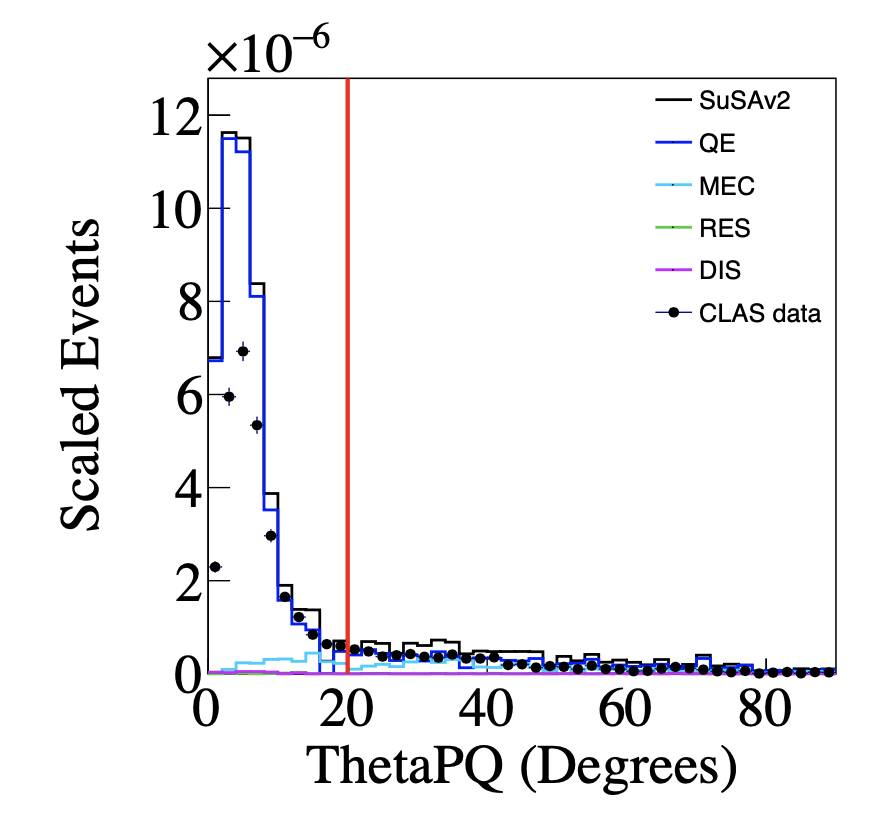 ×10⁻⁶
SuSAv2
QE
MEC
RES
DIS
CLAS data
12
10
8
6
4
2
0
0 20 40 60 80
Scaled Events
ThetaPQ (Degrees)